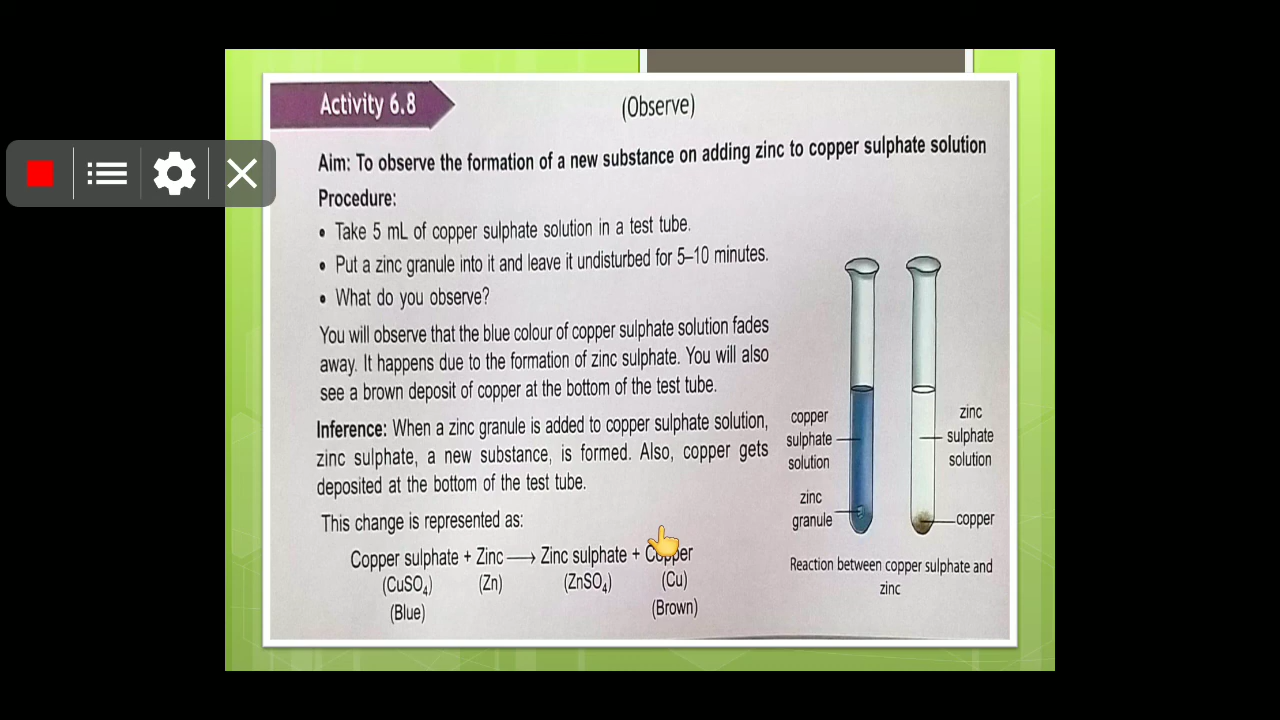 Activity 6.8
(Observe)
Aim: To observe the formation of a new substance on adding zinc to copper sulphate solution
Procedure:
• Take 5 mL of copper sulphate solution in a test tube.
• Put a zinc granule into it and leave it undisturbed for 5–10 minutes.
• What do you observe?
You will observe that the blue colour of copper sulphate solution fades
away. It happens due to the formation of zinc sulphate. You will also
see a brown deposit of copper at the bottom of the test tube.
Inference: When a zinc granule is added to copper sulphate solution,
zinc sulphate, a new substance, is formed. Also, copper gets
deposited at the bottom of the test tube.
This change is represented as:
Copper sulphate + Zinc ⟶ Zinc sulphate + Copper
(CuSO₄) (Zn) (ZnSO₄) (Cu)
(Blue) (Brown)
copper
sulphate
solution
zinc
granule
zinc
sulphate
solution
copper
Reaction between copper sulphate and
zinc